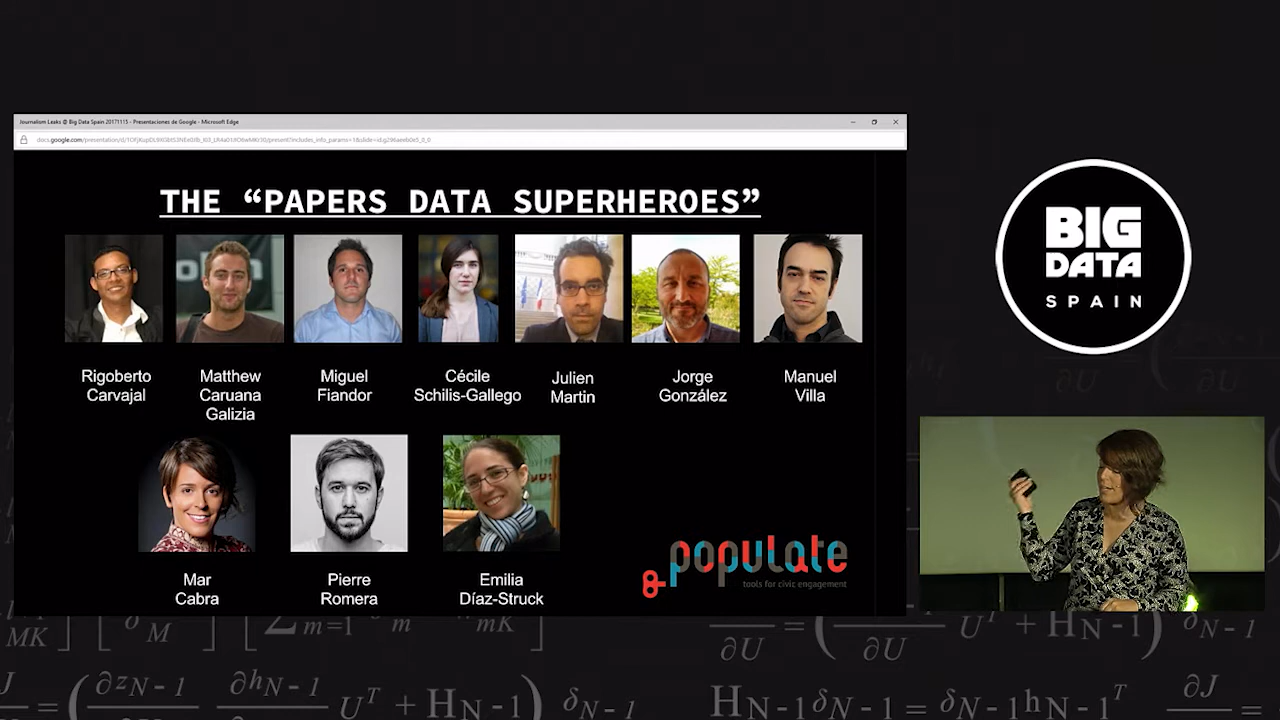 Journalism Leaks @ Big Data Spain 20171115 - Presentaciones de Google - Microsoft Edge
THE “PAPERS DATA SUPERHEROES”
Rigoberto
Carvajal
Matthew
Caruana
Galizia
Miguel
Fiandor
Cécile
Schilis-Gallego
Julien
Martin
Jorge
González
Manuel
Villa
Mar
Cabra
Pierre
Romera
Emilia
Díaz-Struck
populate
tools for civic engagement
BIG
DATA
SPAIN